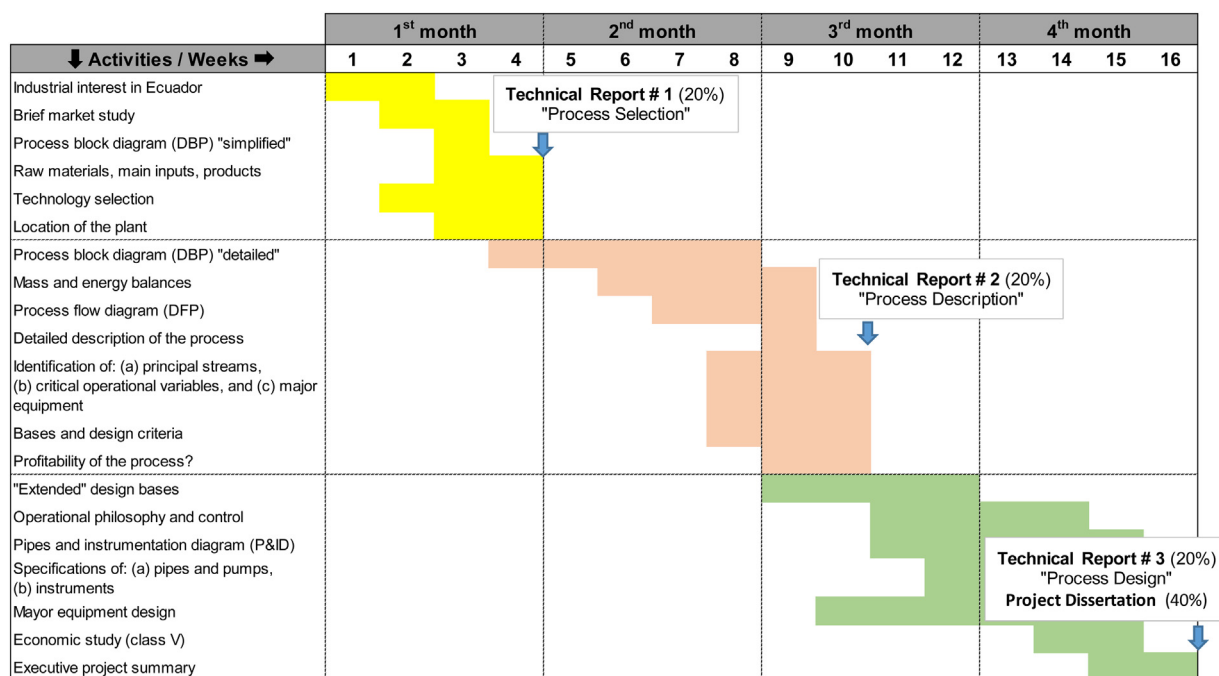 1st month 2nd month 3rd month 4th month
⬇ Activities / Weeks ➡ 1 2 3 4 5 6 7 8 9 10 11 12 13 14 15 16
Industrial interest in Ecuador
Brief market study
Process block diagram (DBP) "simplified"
Raw materials, main inputs, products
Technology selection
Location of the plant
Technical Report # 1 (20%)
"Process Selection"
Process block diagram (DBP) "detailed"
Mass and energy balances
Process flow diagram (DFP)
Detailed description of the process
Identification of: (a) principal streams,
(b) critical operational variables, and (c) major
equipment
Bases and design criteria
Profitability of the process?
Technical Report # 2 (20%)
"Process Description"
"Extended" design bases
Operational philosophy and control
Pipes and instrumentation diagram (P&ID)
Specifications of: (a) pipes and pumps,
(b) instruments
Mayor equipment design
Economic study (class V)
Executive project summary
Technical Report # 3 (20%)
"Process Design"
Project Dissertation (40%)